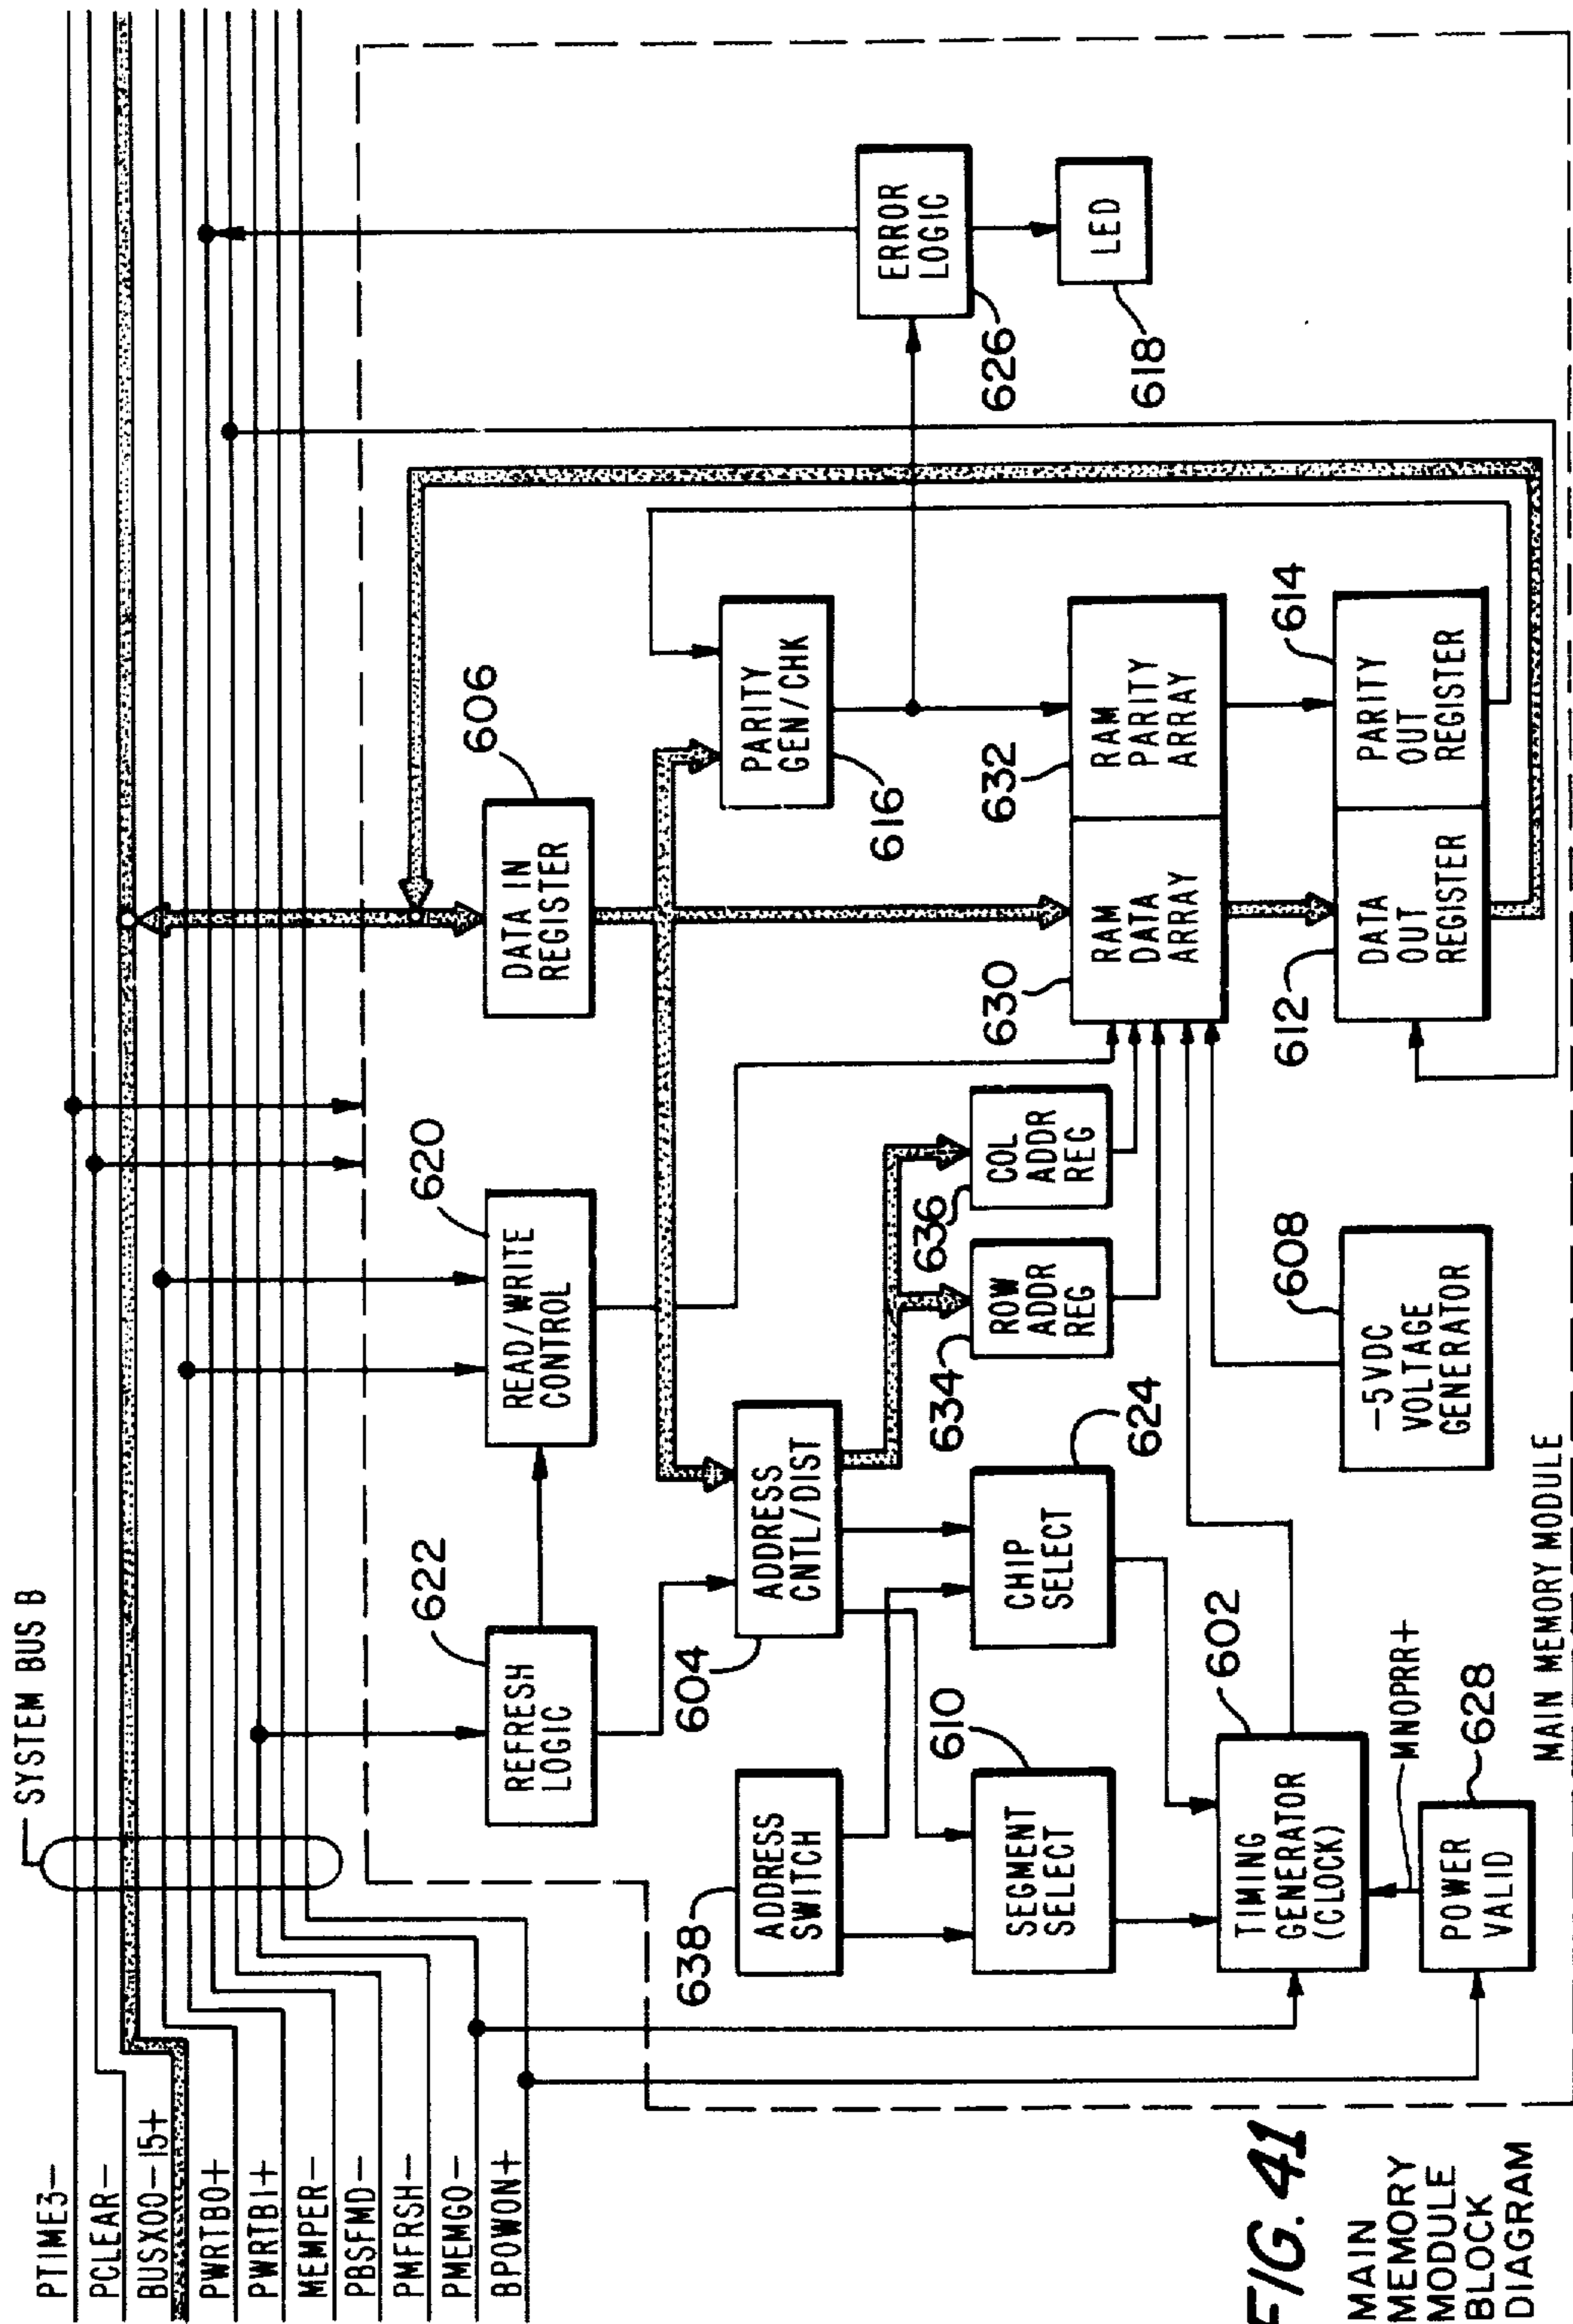 SYSTEM BUS B
PTIME3-
PCLEAR-
BUSX00-15+
PWRTB0+
PWRTB1+
MEMPER-
PBSFMD-
PMFRSH-
PMEMGO-
BPOWON+
622
REFRESH
LOGIC
620
READ/WRITE
CONTROL
606
DATA IN
REGISTER
638
ADDRESS
SWITCH
604
ADDRESS
CNTL/DIST
616
PARITY
GEN/CHK
626
ERROR
LOGIC
618
LED
610
SEGMENT
SELECT
624
CHIP
SELECT
634
ROW
ADDR
REG
636
COL
ADDR
REG
630
RAM
DATA
ARRAY
632
RAM
PARITY
ARRAY
602
TIMING
GENERATOR
(CLOCK)
MNOPRR+
628
POWER
VALID
608
-5VDC
VOLTAGE
GENERATOR
612
DATA
OUT
REGISTER
614
PARITY
OUT
REGISTER
MAIN MEMORY MODULE
FIG. 41
MAIN
MEMORY
MODULE
BLOCK
DIAGRAM